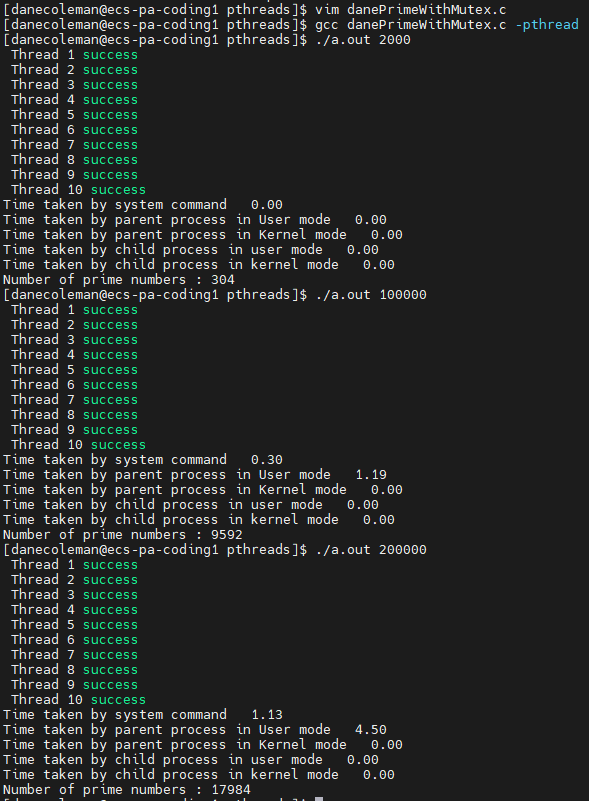 [danecoleman@ecs-pa-coding1 pthreads]$ vim danePrimeWithMutex.c
[danecoleman@ecs-pa-coding1 pthreads]$ gcc danePrimeWithMutex.c -pthread
[danecoleman@ecs-pa-coding1 pthreads]$ ./a.out 2000
Thread 1 success
Thread 2 success
Thread 3 success
Thread 4 success
Thread 5 success
Thread 6 success
Thread 7 success
Thread 8 success
Thread 9 success
Thread 10 success
Time taken by system command 0.00
Time taken by parent process in User mode 0.00
Time taken by parent process in Kernel mode 0.00
Time taken by child process in user mode 0.00
Time taken by child process in kernel mode 0.00
Number of prime numbers : 304
[danecoleman@ecs-pa-coding1 pthreads]$ ./a.out 100000
Thread 1 success
Thread 2 success
Thread 3 success
Thread 4 success
Thread 5 success
Thread 6 success
Thread 7 success
Thread 8 success
Thread 9 success
Thread 10 success
Time taken by system command 0.30
Time taken by parent process in User mode 1.19
Time taken by parent process in Kernel mode 0.00
Time taken by child process in user mode 0.00
Time taken by child process in kernel mode 0.00
Number of prime numbers : 9592
[danecoleman@ecs-pa-coding1 pthreads]$ ./a.out 200000
Thread 1 success
Thread 2 success
Thread 3 success
Thread 4 success
Thread 5 success
Thread 6 success
Thread 7 success
Thread 8 success
Thread 9 success
Thread 10 success
Time taken by system command 1.13
Time taken by parent process in User mode 4.50
Time taken by parent process in Kernel mode 0.00
Time taken by child process in user mode 0.00
Time taken by child process in kernel mode 0.00
Number of prime numbers : 17984